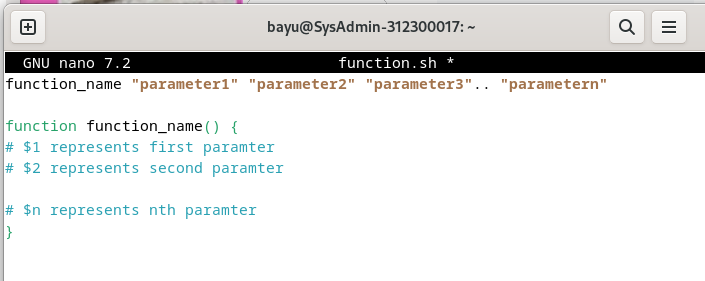 bayu@SysAdmin-312300017: ~
GNU nano 7.2 function.sh *
function_name "parameter1" "parameter2" "parameter3".. "parametern"
function function_name() {
# $1 represents first paramter
# $2 represents second paramter
# $n represents nth paramter
}